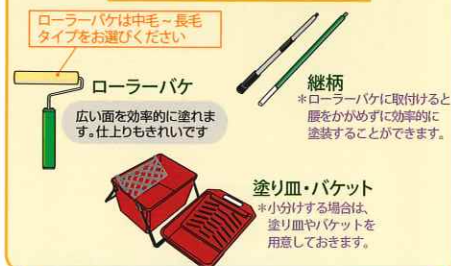 ローラーバケは中毛~長毛
タイプをお選びください
ローラーバケ
広い面を効率的に塗れま
す。仕上りもきれいです
継柄
*ローラーバケに取付けると
腰をかがめずに効率的に
塗装することができます。
塗り皿・バケット
*小分けする場合は、
塗り皿やバケットを
用意しておきます。